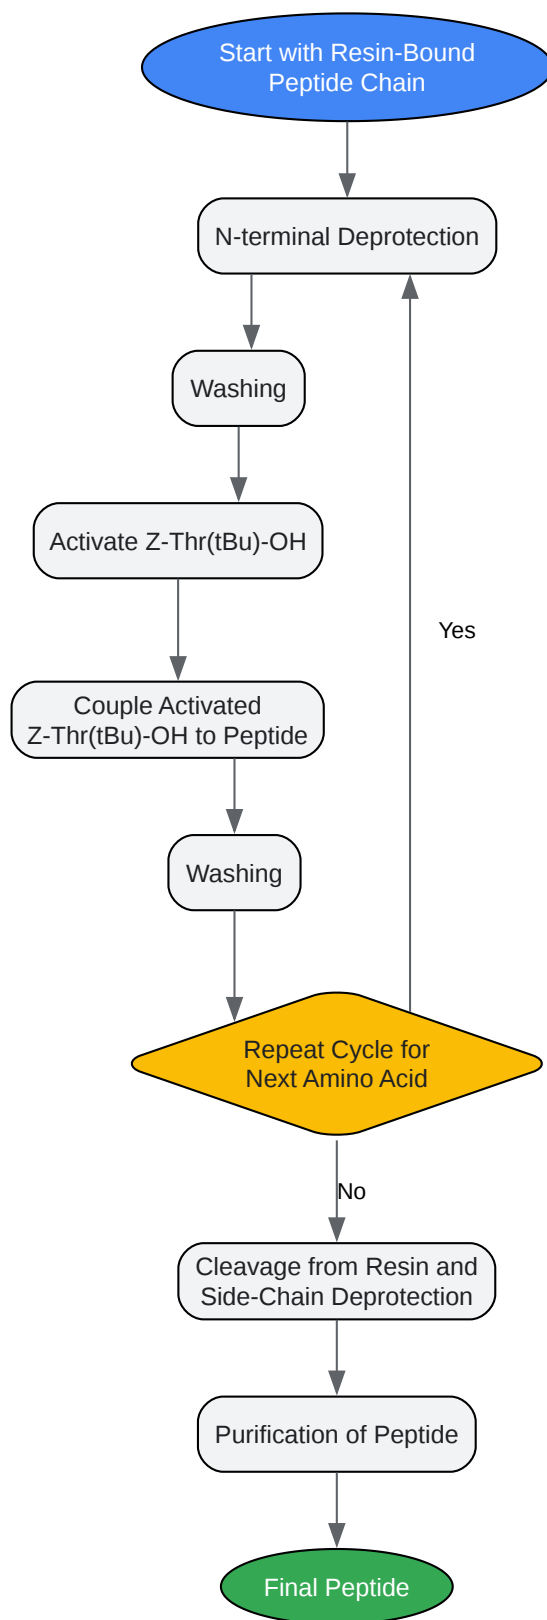 Start with Resin-Bound
Peptide Chain
N-terminal Deprotection
Washing
Activate Z-Thr(tBu)-OH
Yes
Couple Activated
Z-Thr(tBu)-OH to Peptide
Washing
Repeat Cycle for
Next Amino Acid
No
Cleavage from Resin and
Side-Chain Deprotection
Purification of Peptide
Final Peptide